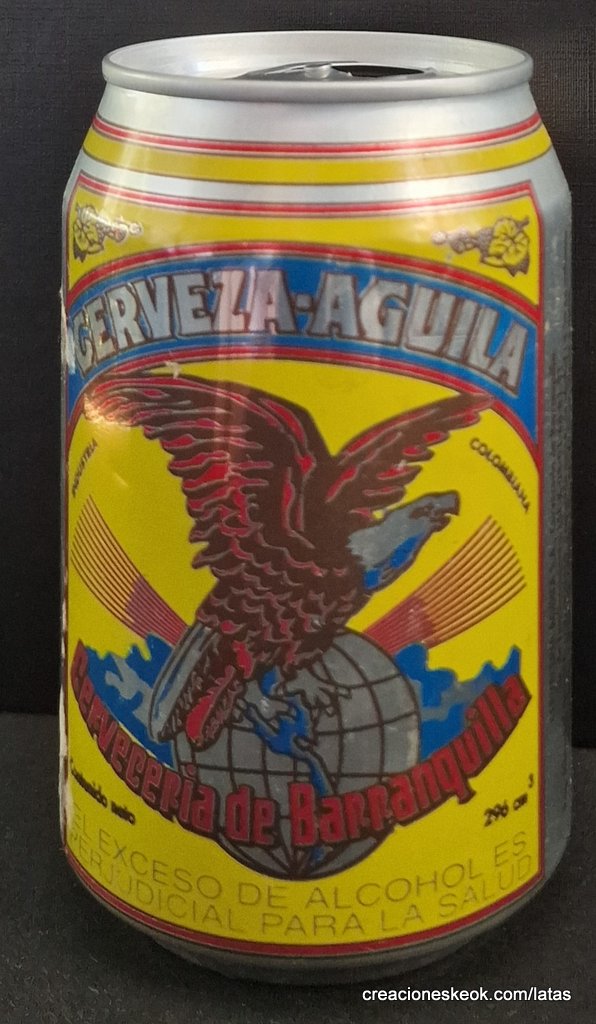 CERVEZA·AGUILA
INDUSTRIA
COLOMBIANA
Cervecería de Barranquilla
Contenido neto
296 cm³
EL EXCESO DE ALCOHOL ES
PERJUDICIAL PARA LA SALUD
creacioneskeok.com/latas